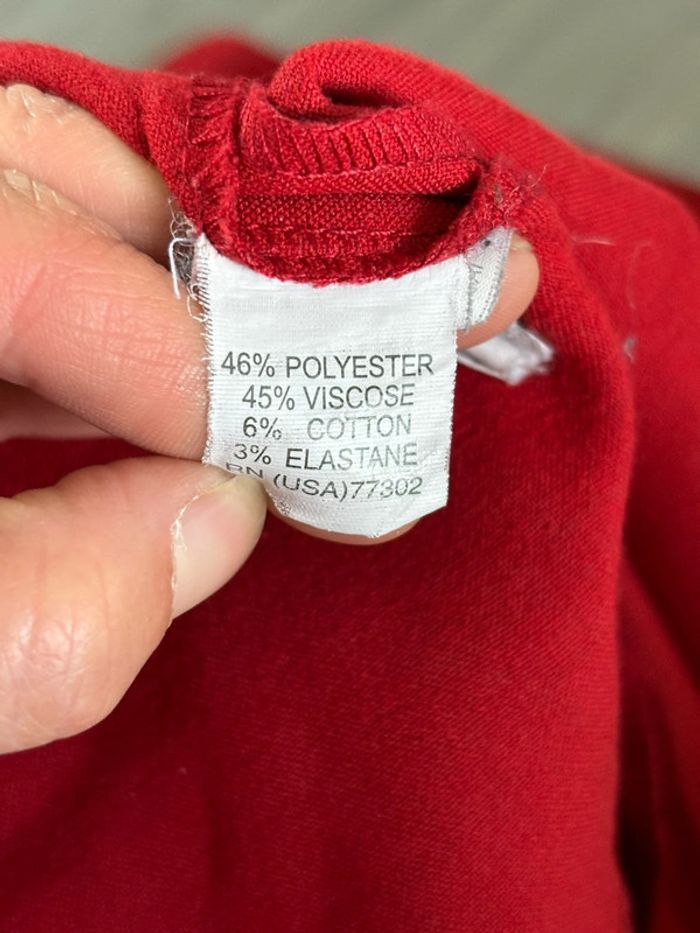 46% POLYESTER
45% VISCOSE
6% COTTON
3% ELASTANE
RN (USA)77302